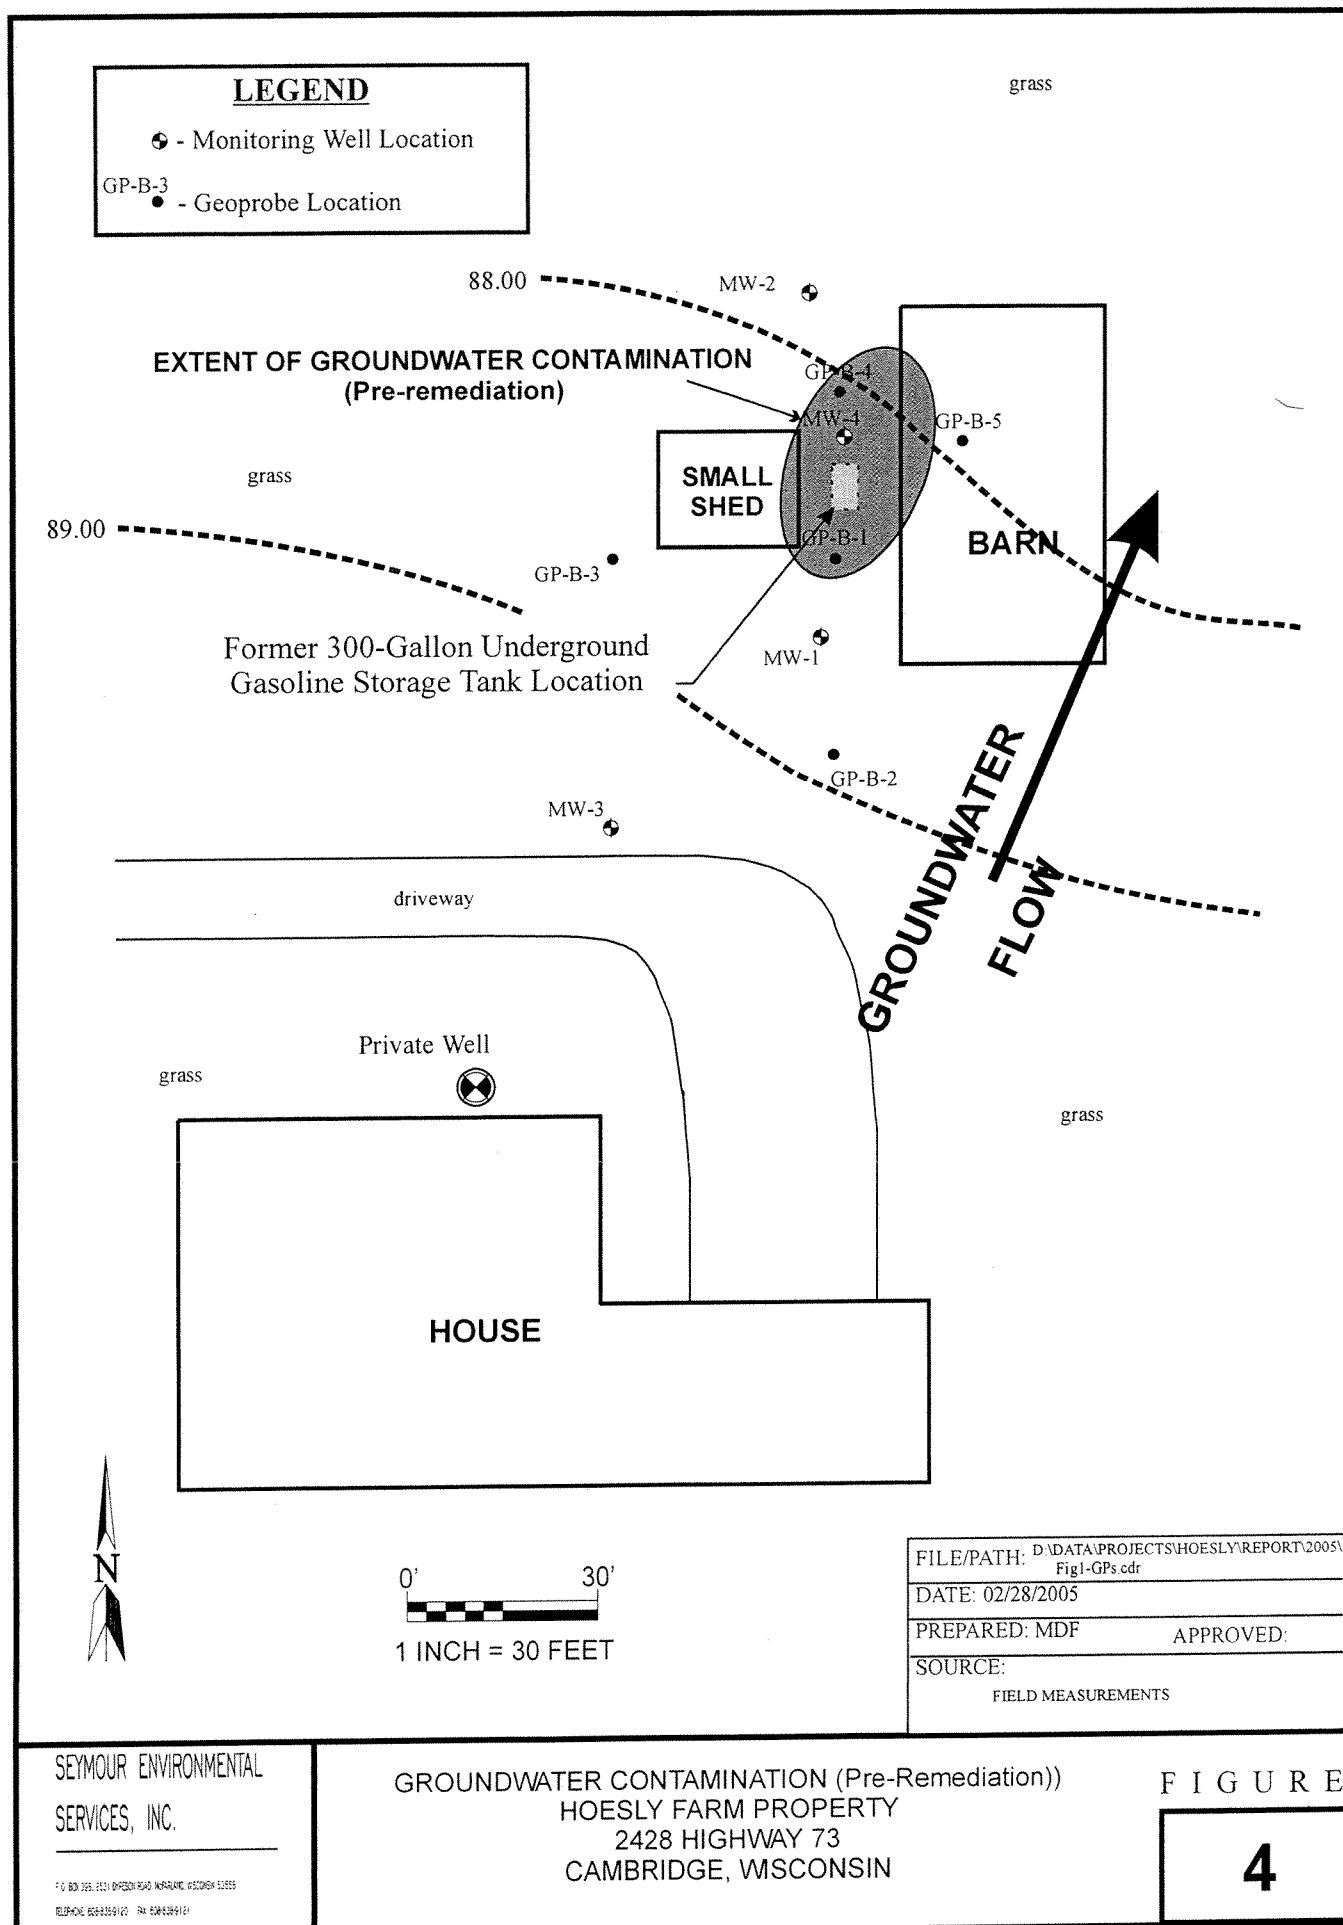 LEGEND
- Monitoring Well Location
GP-B-3
- Geoprobe Location
grass
88.00
MW-2
EXTENT OF GROUNDWATER CONTAMINATION
(Pre-remediation)
GP-B-4
MW-4
GP-B-5
grass
SMALL
SHED
89.00
GP-B-1
BARN
GP-B-3
Former 300-Gallon Underground
Gasoline Storage Tank Location
MW-1
GP-B-2
MW-3
GROUNDWATER
FLOW
driveway
Private Well
grass
grass
HOUSE
N
0' 30'
1 INCH = 30 FEET
FILE/PATH: D:\DATA\PROJECTS\HOESLY\REPORT\2005\
Fig1-GPs.cdr
DATE: 02/28/2005
PREPARED: MDF APPROVED:
SOURCE:
FIELD MEASUREMENTS
SEYMOUR ENVIRONMENTAL
SERVICES, INC.
GROUNDWATER CONTAMINATION (Pre-Remediation))
HOESLY FARM PROPERTY
2428 HIGHWAY 73
CAMBRIDGE, WISCONSIN
FIGURE
4